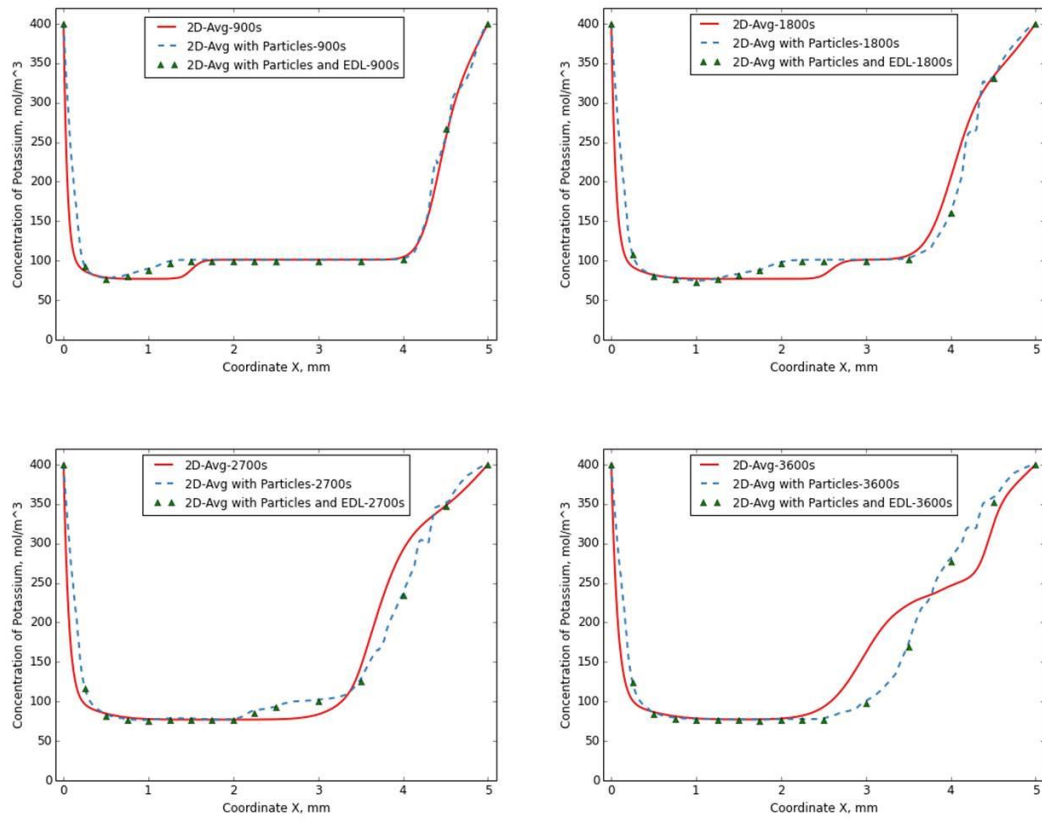 2D-Avg-900s
2D-Avg with Particles-900s
2D-Avg with Particles and EDL-900s
Concentration of Potassium, mol/m^3
400
350
300
250
200
150
100
50
0
0 1 2 3 4 5
Coordinate X, mm
2D-Avg-1800s
2D-Avg with Particles-1800s
2D-Avg with Particles and EDL-1800s
Concentration of Potassium, mol/m^3
400
350
300
250
200
150
100
50
0
0 1 2 3 4 5
Coordinate X, mm
2D-Avg-2700s
2D-Avg with Particles-2700s
2D-Avg with Particles and EDL-2700s
Concentration of Potassium, mol/m^3
400
350
300
250
200
150
100
50
0
0 1 2 3 4 5
Coordinate X, mm
2D-Avg-3600s
2D-Avg with Particles-3600s
2D-Avg with Particles and EDL-3600s
Concentration of Potassium, mol/m^3
400
350
300
250
200
150
100
50
0
0 1 2 3 4 5
Coordinate X, mm